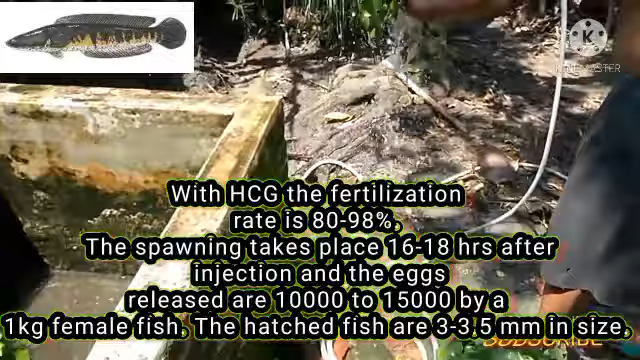 K
KINEMASTER
With HCG the fertilization
rate is 80-98%.
The spawning takes place 16-18 hrs after
injection and the eggs
released are 10000 to 15000 by a
1kg female fish. The hatched fish are 3-3,5 mm in size.
SUBSCRIBE